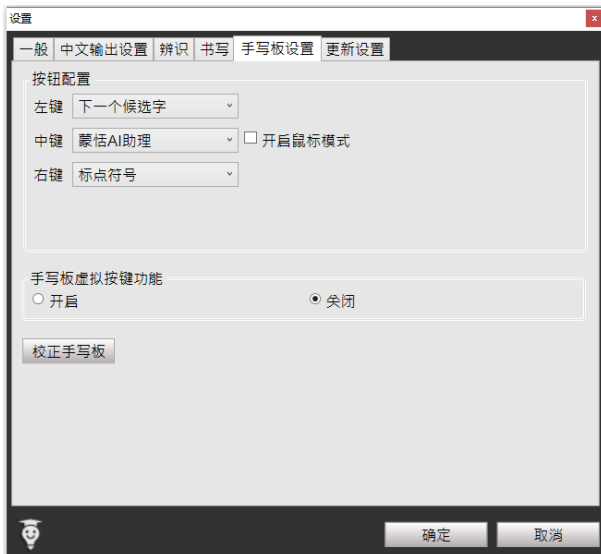 设置
一般 中文输出设置 辨识 书写 手写板设置 更新设置
按钮配置
左键 下一个候选字
中键 蒙恬AI助理 开启鼠标模式
右键 标点符号
手写板虚拟按键功能
开启 关闭
校正手写板
确定 取消